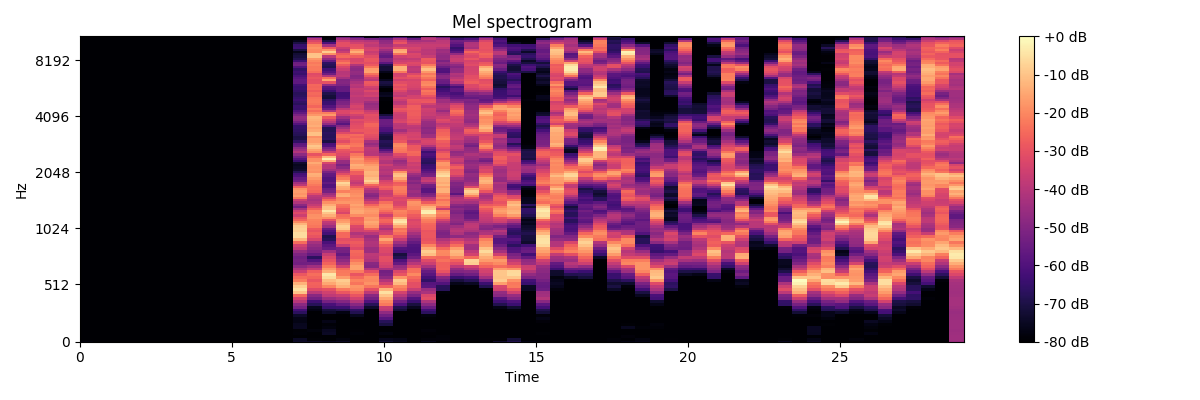 Mel spectrogram
+0 dB
8192
-10 dB
-20 dB
4096
-30 dB
Hz
2048
-40 dB
-50 dB
1024
-60 dB
512
-70 dB
0
-80 dB
0 5 10 15 20 25
Time